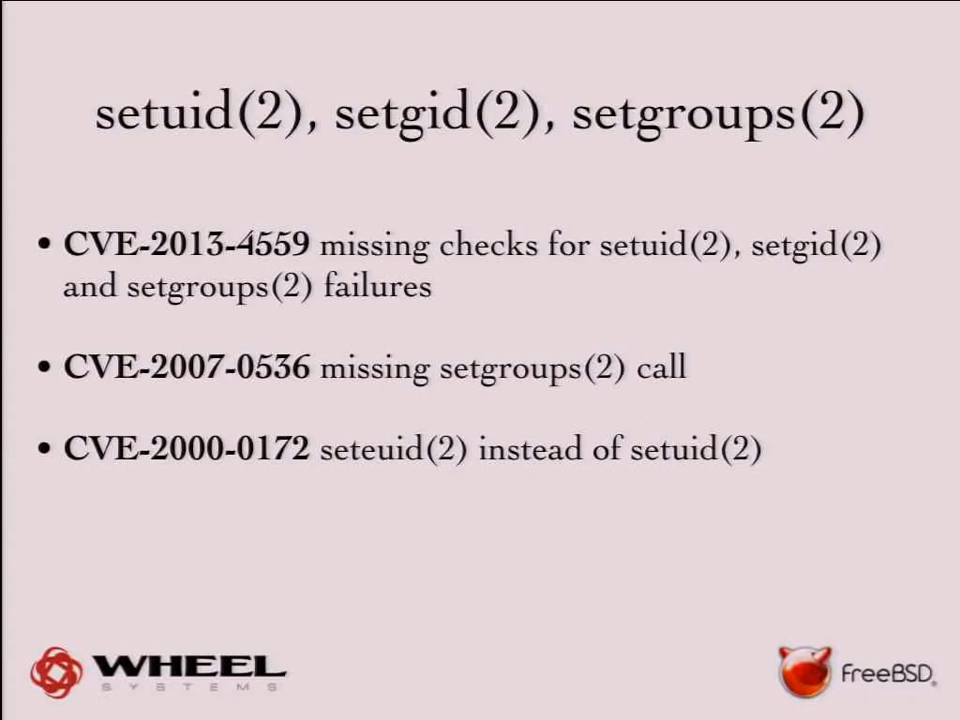 setuid(2), setgid(2), setgroups(2)
• CVE-2013-4559 missing checks for setuid(2), setgid(2)
and setgroups(2) failures
• CVE-2007-0536 missing setgroups(2) call
• CVE-2000-0172 seteuid(2) instead of setuid(2)
WHEEL
SYSTEMS
FreeBSD®